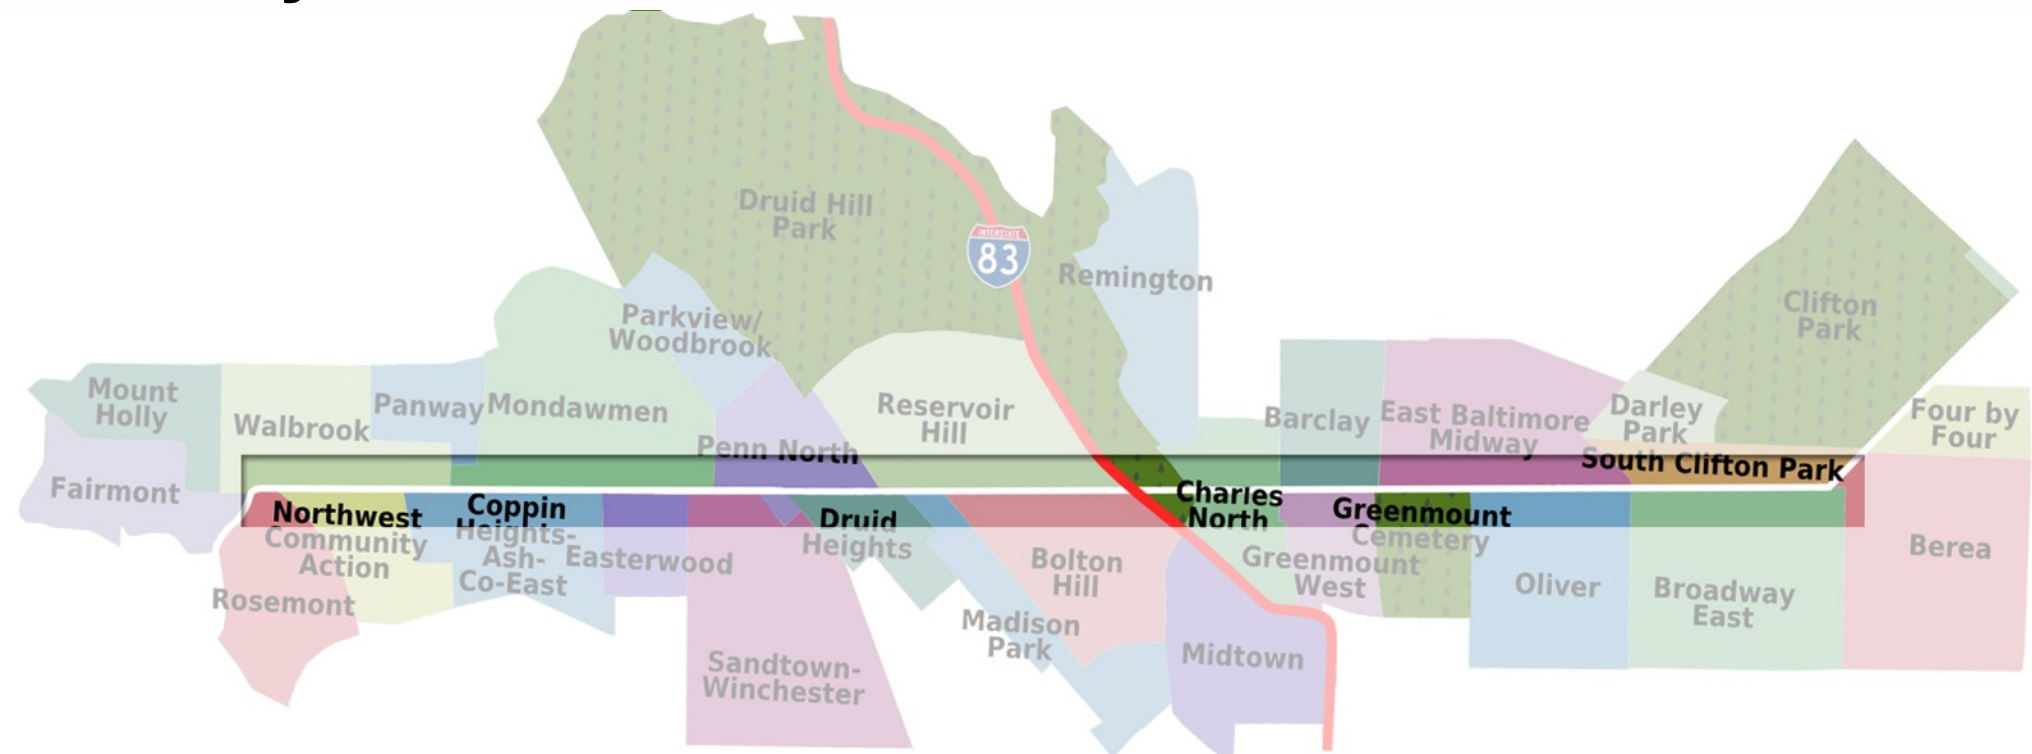 Druid Hill
Park
INTERSTATE
83
Remington
Clifton
Park
Parkview/
Woodbrook
Mount
Holly
Walbrook
Panway
Mondawmen
Reservoir
Hill
Barclay
East Baltimore
Midway
Darley
Park
Four by
Four
Penn North
South Clifton Park
Fairmont
Northwest
Community
Action
Coppin
Heights-
Ash-
Co-East
Easterwood
Druid
Heights
Charles
North
Greenmount
Cemetery
Greenmount
West
Bolton
Hill
Oliver
Broadway
East
Berea
Rosemont
Madison
Park
Midtown
Sandtown-
Winchester